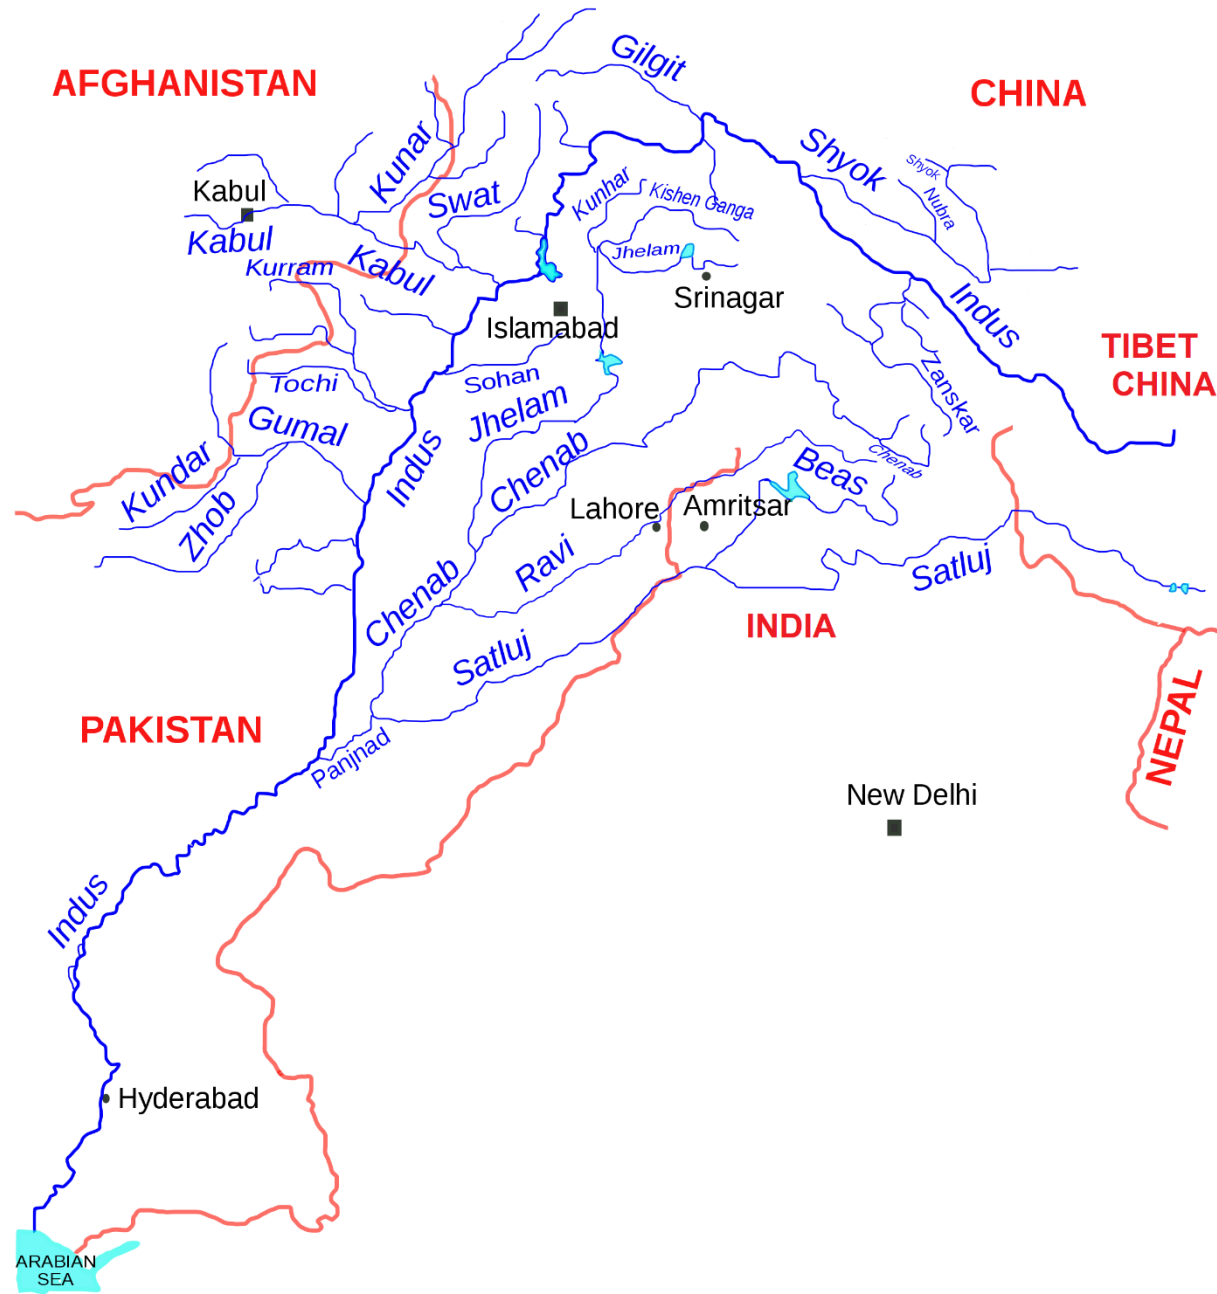 Gilgit
AFGHANISTAN
CHINA
Kunar
Shyok
Shyok
Nubra
Kabul
Swat
Kunhar
Kishen Ganga
Kabul
Kurram
Kabul
Jhelam
Srinagar
Indus
Islamabad
TIBET
CHINA
Tochi
Sohan
Zanskar
Gumal
Jhelam
Indus
Chenab
Chenab
Beas
Kundar
Zhob
Lahore
Amritsar
Ravi
Satluj
Chenab
INDIA
Satluj
PAKISTAN
Panjnad
NEPAL
New Delhi
Indus
Hyderabad
ARABIAN
SEA